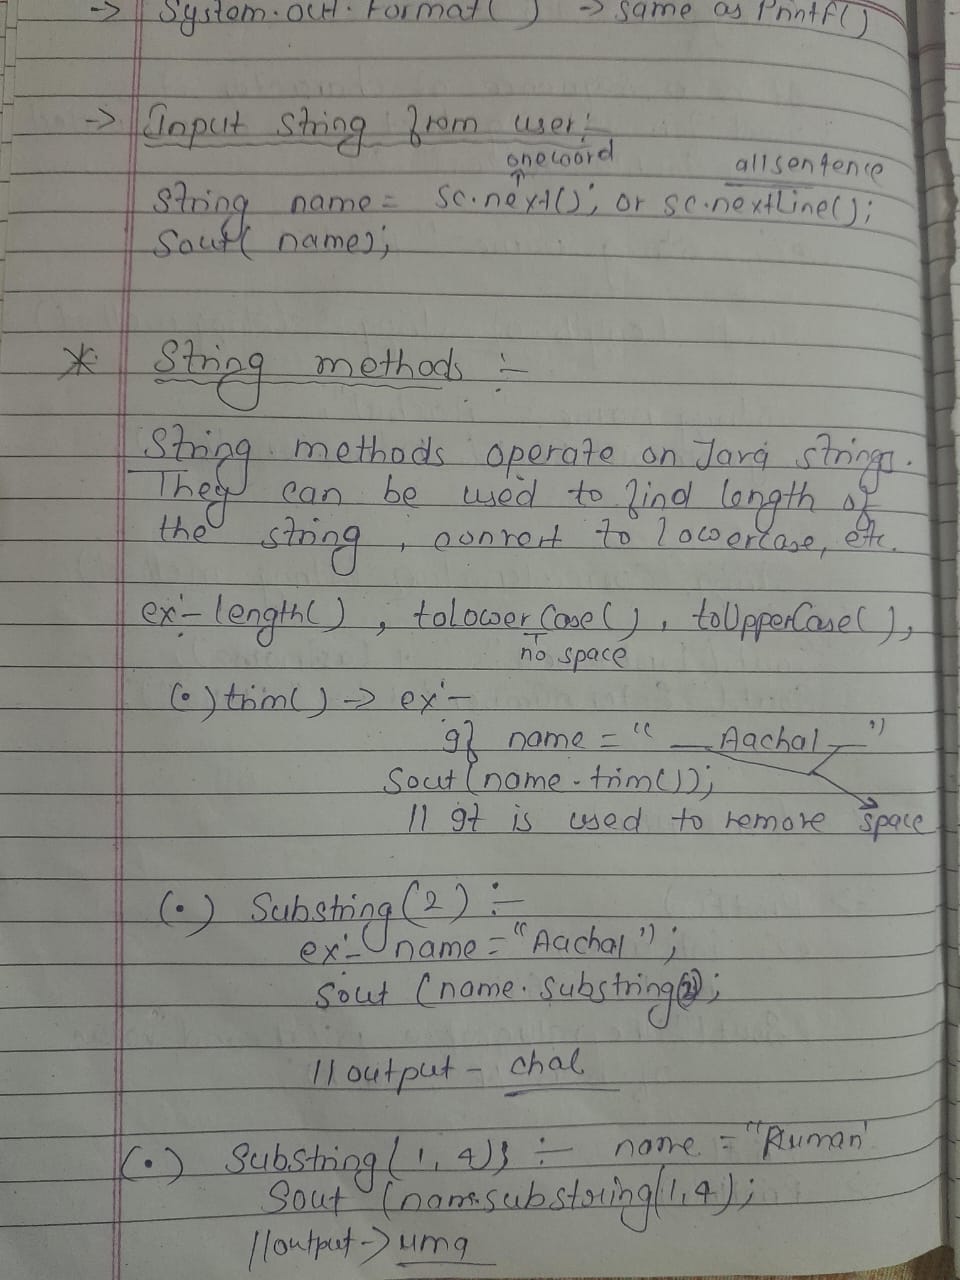 -> System.out.format() -> same as Printf()
-> Input string from user:-
oneword allsentence
String name = sc.next(); or sc.nextLine();
Sout( name);
* String methods :-
String methods operate on Java strings.
They can be used to find length of
the string, convert to lowercase, etc.
ex:- length(), toLowerCase(), toUpperCase(),
no space
(•) trim() -> ex:-
If name = " Aachal "
Sout(name.trim());
// It is used to remove space
(•) Substring(2) :-
ex:- name = "Aachal");
Sout (name.substring(2);
// output - chal
(•) Substring(1, 4)} :- name = "Ruman"
Sout (name.substring(1,4);
//output -> uma